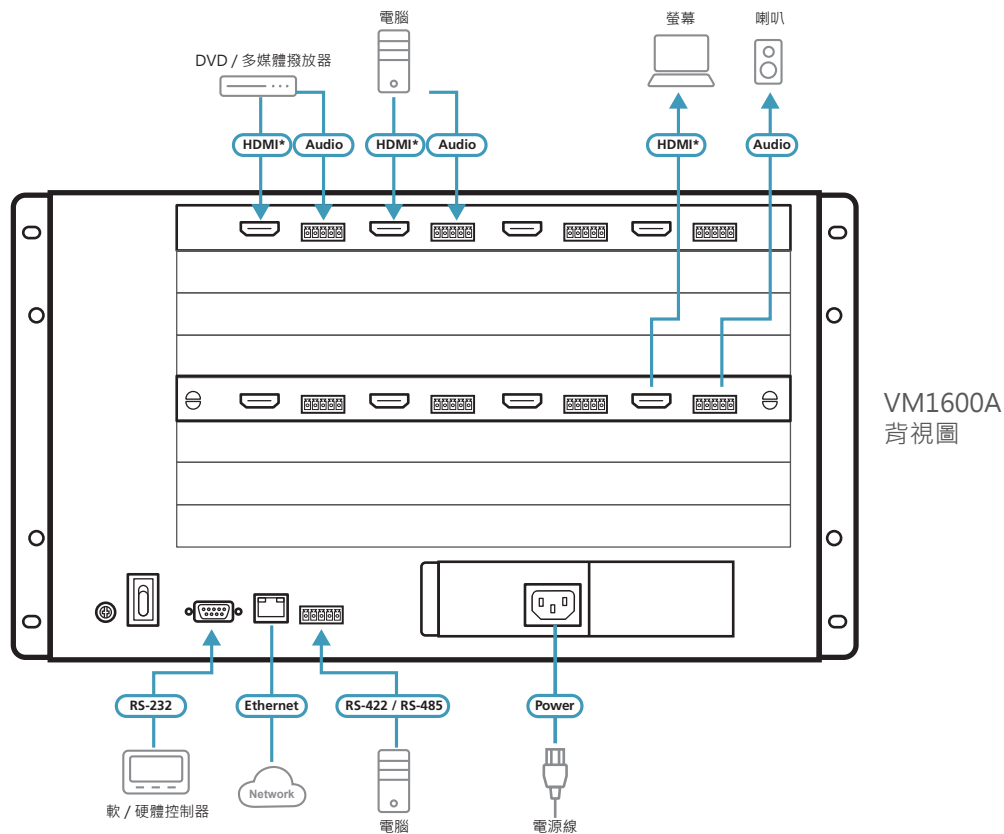 電腦
螢幕
喇叭
DVD / 多媒體撥放器
HDMI*
Audio
HDMI*
Audio
HDMI*
Audio
VM1600A
背視圖
RS-232
Ethernet
RS-422 / RS-485
Power
Network
軟 / 硬體控制器
電腦
電源線